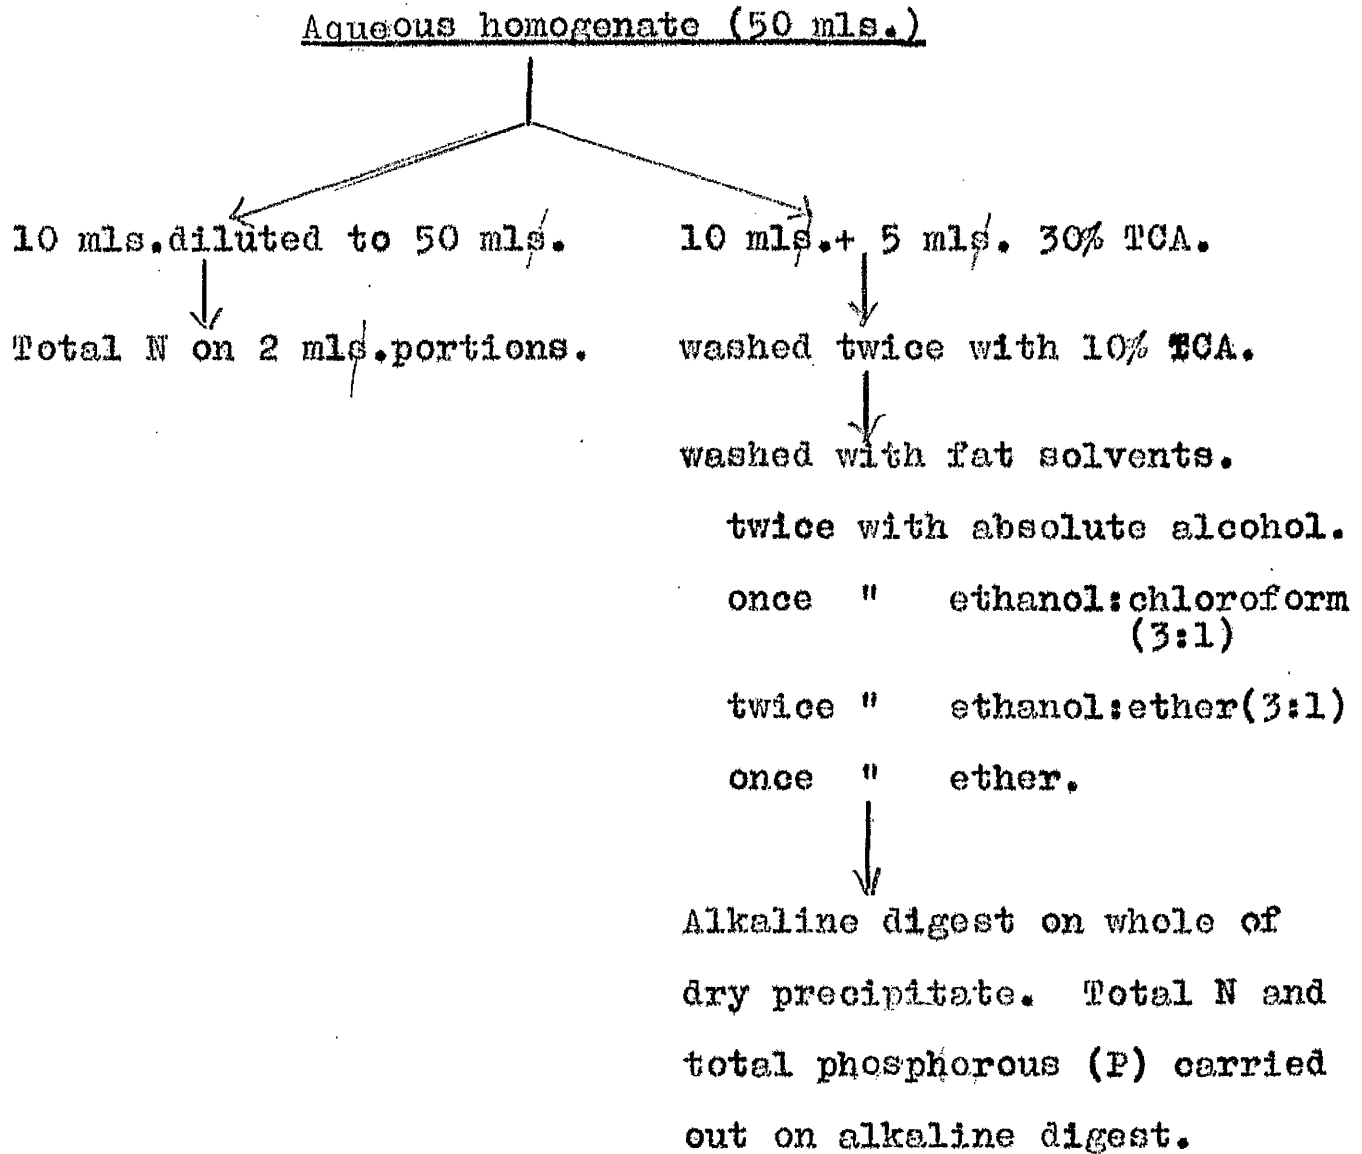 Aqueous homogenate (50 mls.)
10 mls.diluted to 50 mls.
10 mls.+ 5 mls. 30% TCA.
Total N on 2 mls.portions.
washed twice with 10% TCA.
washed with fat solvents.
twice with absolute alcohol.
once " ethanol:chloroform
(3:1)
twice " ethanol:ether(3:1)
once " ether.
Alkaline digest on whole of
dry precipitate. Total N and
total phosphorous (P) carried
out on alkaline digest.